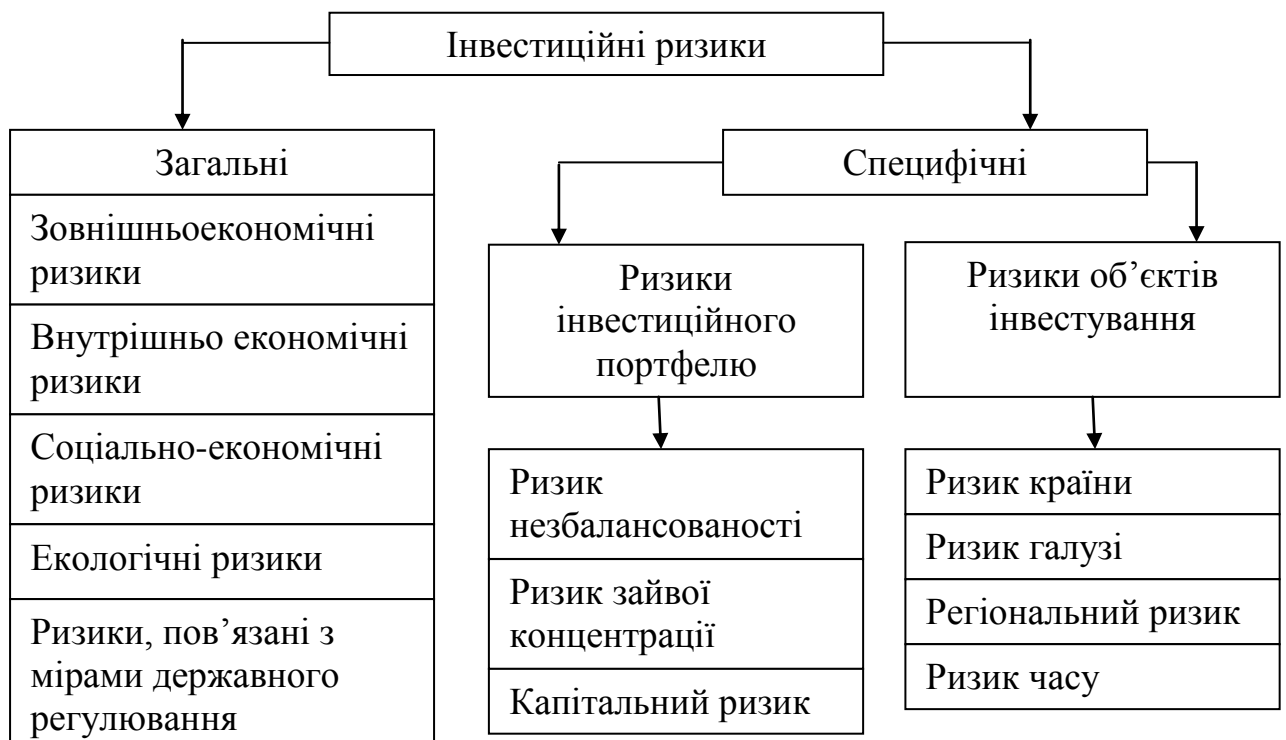 Інвестиційні ризики
Загальні
Зовнішньоекономічні
ризики
Внутрішньо економічні
ризики
Соціально-економічні
ризики
Екологічні ризики
Ризики, пов’язані з
мірами державного
регулювання
Специфічні
Ризики
інвестиційного
портфелю
Ризик
незбалансованості
Ризик зайвої
концентрації
Капітальний ризик
Ризики об’єктів
інвестування
Ризик країни
Ризик галузі
Регіональний ризик
Ризик часу